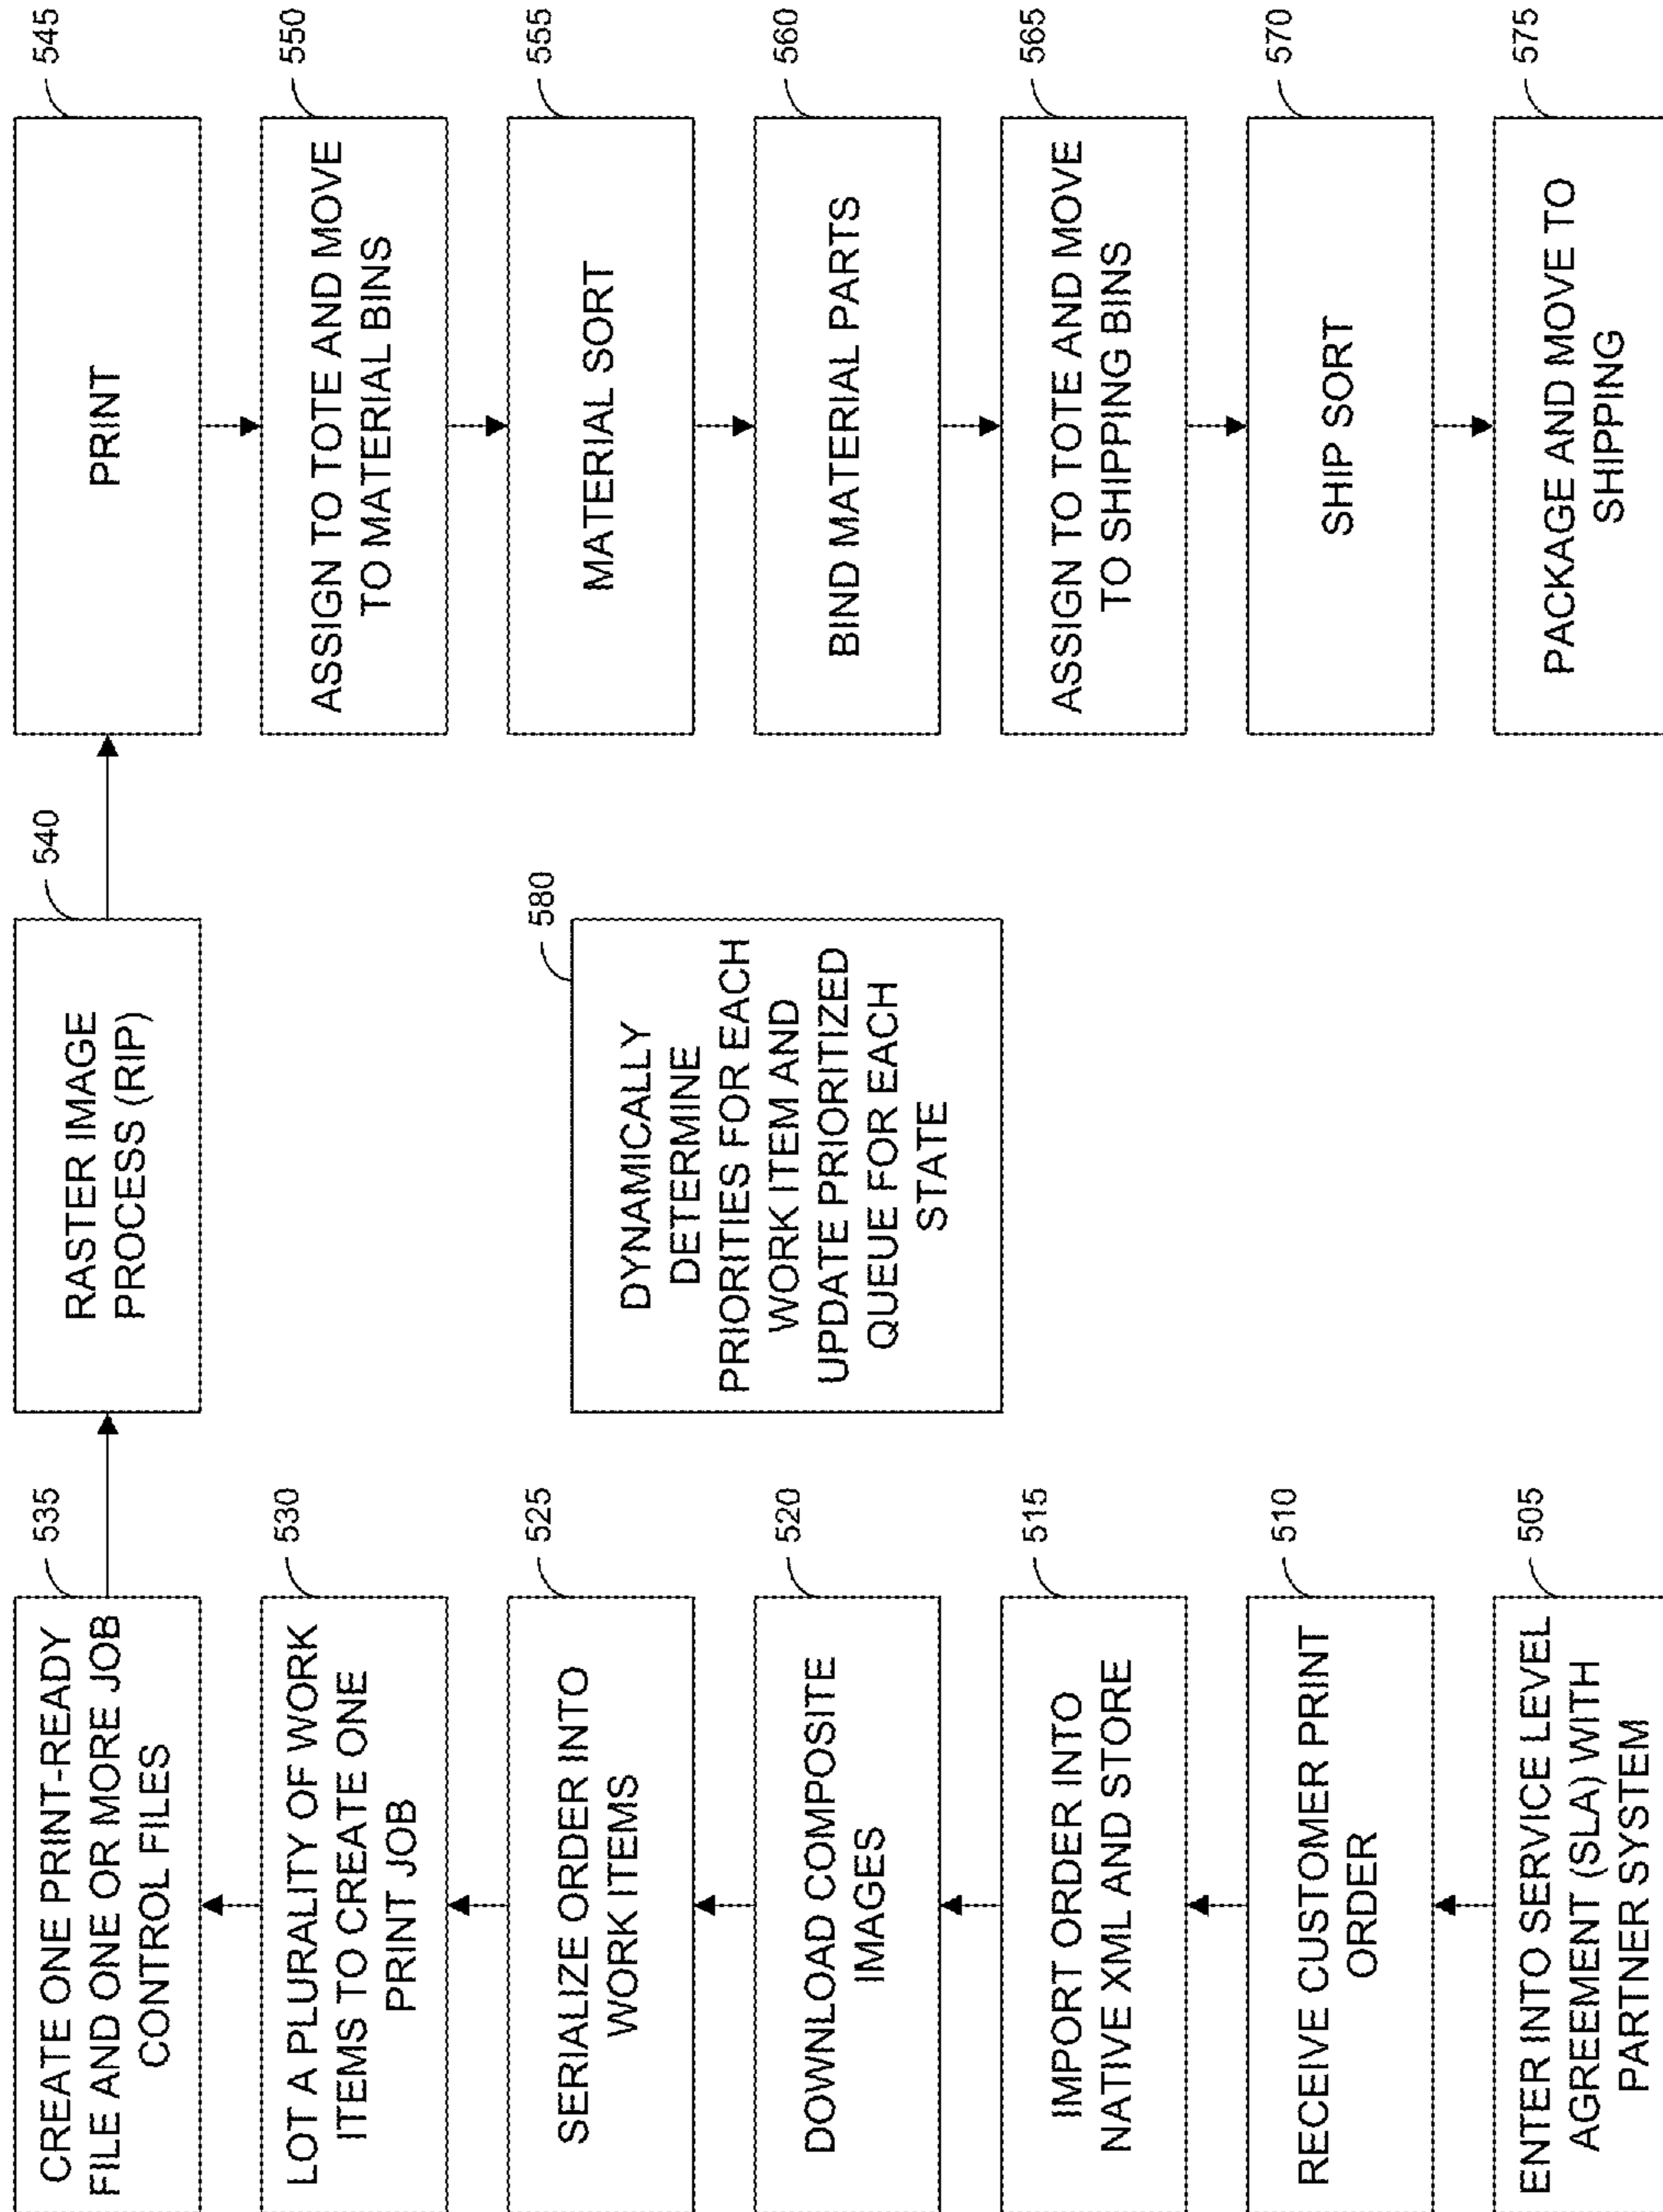 CREATE ONE PRINT-READY
FILE AND ONE OR MORE JOB
CONTROL FILES
535
LOT A PLURALITY OF WORK
ITEMS TO CREATE ONE
PRINT JOB
530
SERIALIZE ORDER INTO
WORK ITEMS
525
DOWNLOAD COMPOSITE
IMAGES
520
IMPORT ORDER INTO
NATIVE XML AND STORE
515
RECEIVE CUSTOMER PRINT
ORDER
510
ENTER INTO SERVICE LEVEL
AGREEMENT (SLA) WITH
PARTNER SYSTEM
505
RASTER IMAGE
PROCESS (RIP)
540
DYNAMICALLY
DETERMINE
PRIORITIES FOR EACH
WORK ITEM AND
UPDATE PRIORITIZED
QUEUE FOR EACH
STATE
580
PRINT
545
ASSIGN TO TOTE AND MOVE
TO MATERIAL BINS
550
MATERIAL SORT
555
BIND MATERIAL PARTS
560
ASSIGN TO TOTE AND MOVE
TO SHIPPING BINS
565
SHIP SORT
570
PACKAGE AND MOVE TO
SHIPPING
575